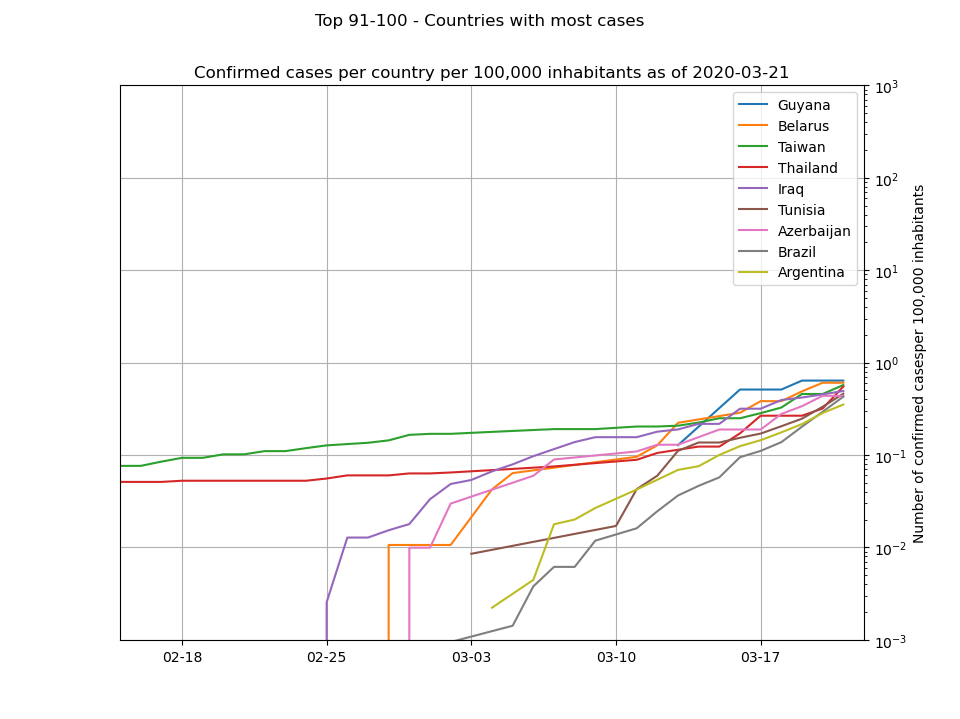 Top 91-100 - Countries with most cases
Confirmed cases per country per 100,000 inhabitants as of 2020-03-21
Guyana
Belarus
Taiwan
Thailand
Iraq
Tunisia
Azerbaijan
Brazil
Argentina
10³
10²
10¹
10⁰
10⁻¹
10⁻²
10⁻³
Number of confirmed casesper 100,000 inhabitants
02-18
02-25
03-03
03-10
03-17